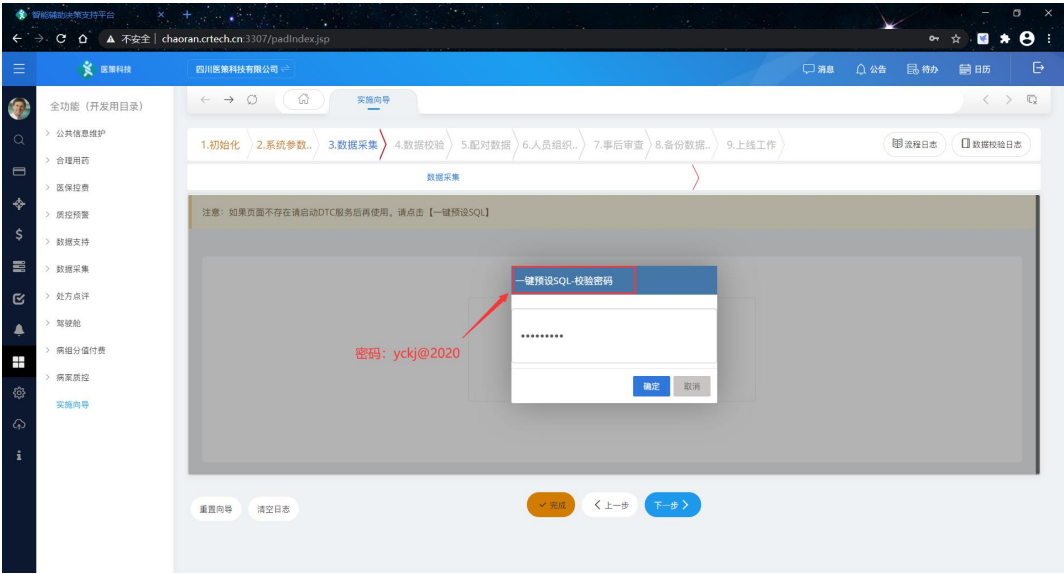 智能辅助决策支持平台
不安全 | chaoran.crtech.cn:3307/padIndex.jsp
医策科技
四川医策科技有限公司
消息 公告 待办 日历
全功能（开发用目录）
公共信息维护
合理用药
医保控费
质控预警
数据支持
数据采集
处方点评
驾驶舱
病组分值付费
病案质控
实施向导
实施向导
1.初始化 2.系统参数.. 3.数据采集 4.数据校验 5.配对数据 6.人员组织.. 7.事后审查 8.备份数据.. 9.上线工作
流程日志 数据校验日志
数据采集
注意：如果页面不存在请启动DTC服务后再使用。请点击【一键预设SQL】
一键预设SQL-校验密码
•••••••••
密码：yckj@2020
确定 取消
重置向导 清空日志
完成 上一步 下一步